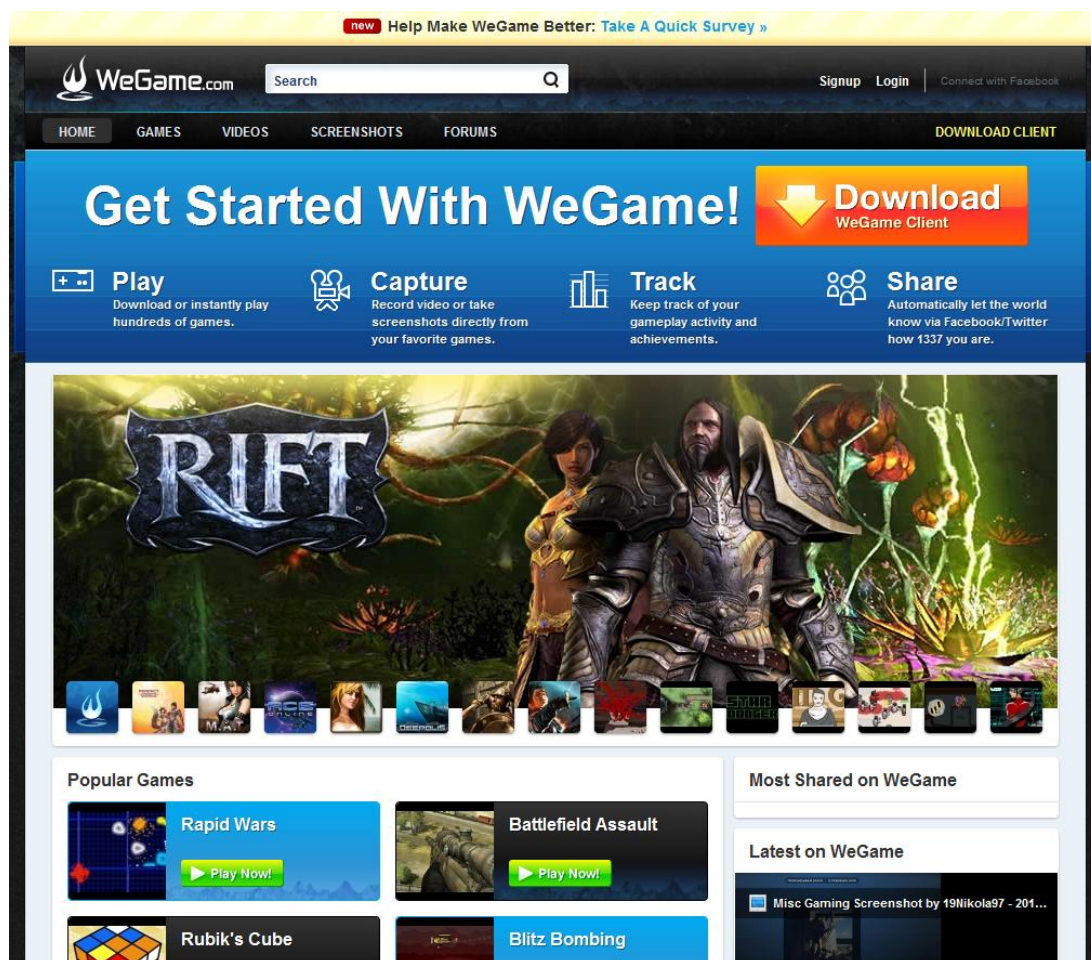 new Help Make WeGame Better: Take A Quick Survey »
WeGame.com
Search
Signup Login Connect with Facebook
HOME GAMES VIDEOS SCREENSHOTS FORUMS DOWNLOAD CLIENT
Get Started With WeGame!
Download
WeGame Client
Play
Download or instantly play
hundreds of games.
Capture
Record video or take
screenshots directly from
your favorite games.
Track
Keep track of your
gameplay activity and
achievements.
Share
Automatically let the world
know via Facebook/Twitter
how 1337 you are.
RIFT
ACE
ONLINE
DEEPOLIS
STAR
DODGER
Popular Games
Rapid Wars
Play Now!
Battlefield Assault
Play Now!
Rubik's Cube
Blitz Bombing
Most Shared on WeGame
Latest on WeGame
Misc Gaming Screenshot by 19Nikola97 - 201...